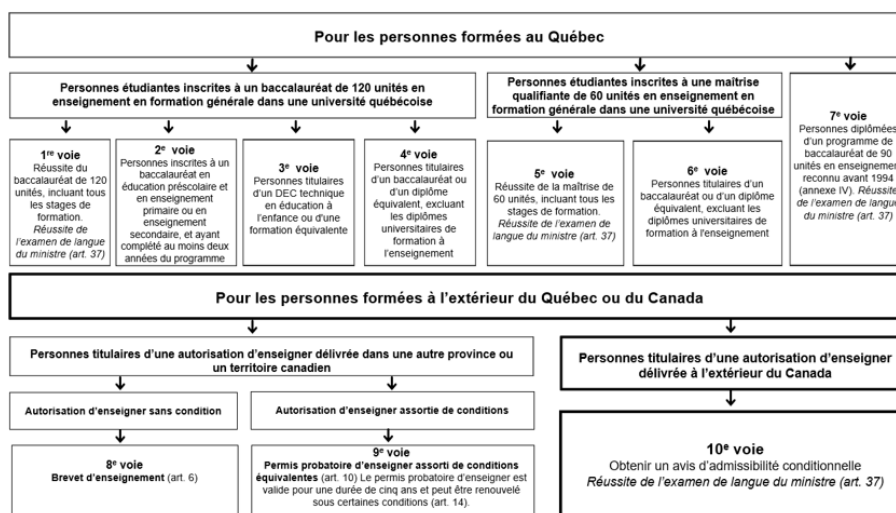 Pour les personnes formées au Québec
Personnes étudiantes inscrites à un baccalauréat de 120 unités en
enseignement en formation générale dans une université québécoise
Personnes étudiantes inscrites à une maîtrise
qualifiante de 60 unités en enseignement en
formation générale dans une université québécoise
1re voie
Réussite du
baccalauréat de 120
unités, incluant tous
les stages de
formation.
Réussite de
l’examen de langue
du ministre (art. 37)
2e voie
Personnes inscrites à un
baccalauréat en
éducation préscolaire et
en enseignement
primaire ou en
enseignement
secondaire, et ayant
complété au moins deux
années du programme
3e voie
Personnes titulaires
d’un DEC technique
en éducation à
l’enfance ou d'une
formation équivalente
4e voie
Personnes titulaires
d’un baccalauréat ou
d’un diplôme
équivalent, excluant
les diplômes
universitaires de
formation à
l’enseignement
5e voie
Réussite de la maîtrise de
60 unités, incluant tous les
stages de formation.
Réussite de l’examen de
langue du ministre (art. 37)
6e voie
Personnes titulaires d’un
baccalauréat ou d’un diplôme
équivalent, excluant les
diplômes universitaires de
formation à l'enseignement
7e voie
Personnes diplômées
d’un programme de
baccalauréat de 90
unités en enseignement
reconnu avant 1994
(annexe IV). Réussite
de l’examen de langue
du ministre (art. 37)
Pour les personnes formées à l’extérieur du Québec ou du Canada
Personnes titulaires d’une autorisation d’enseigner délivrée dans une autre province ou
un territoire canadien
Personnes titulaires d’une autorisation d’enseigner
délivrée à l’extérieur du Canada
Autorisation d’enseigner sans condition
Autorisation d’enseigner assortie de conditions
8e voie
Brevet d’enseignement (art. 6)
9e voie
Permis probatoire d’enseigner assorti de conditions
équivalentes (art. 10) Le permis probatoire d’enseigner est
valide pour une durée de cinq ans et peut être renouvelé
sous certaines conditions (art. 14).
10e voie
Obtenir un avis d’admissibilité conditionnelle
Réussite de l’examen de langue du ministre (art. 37)